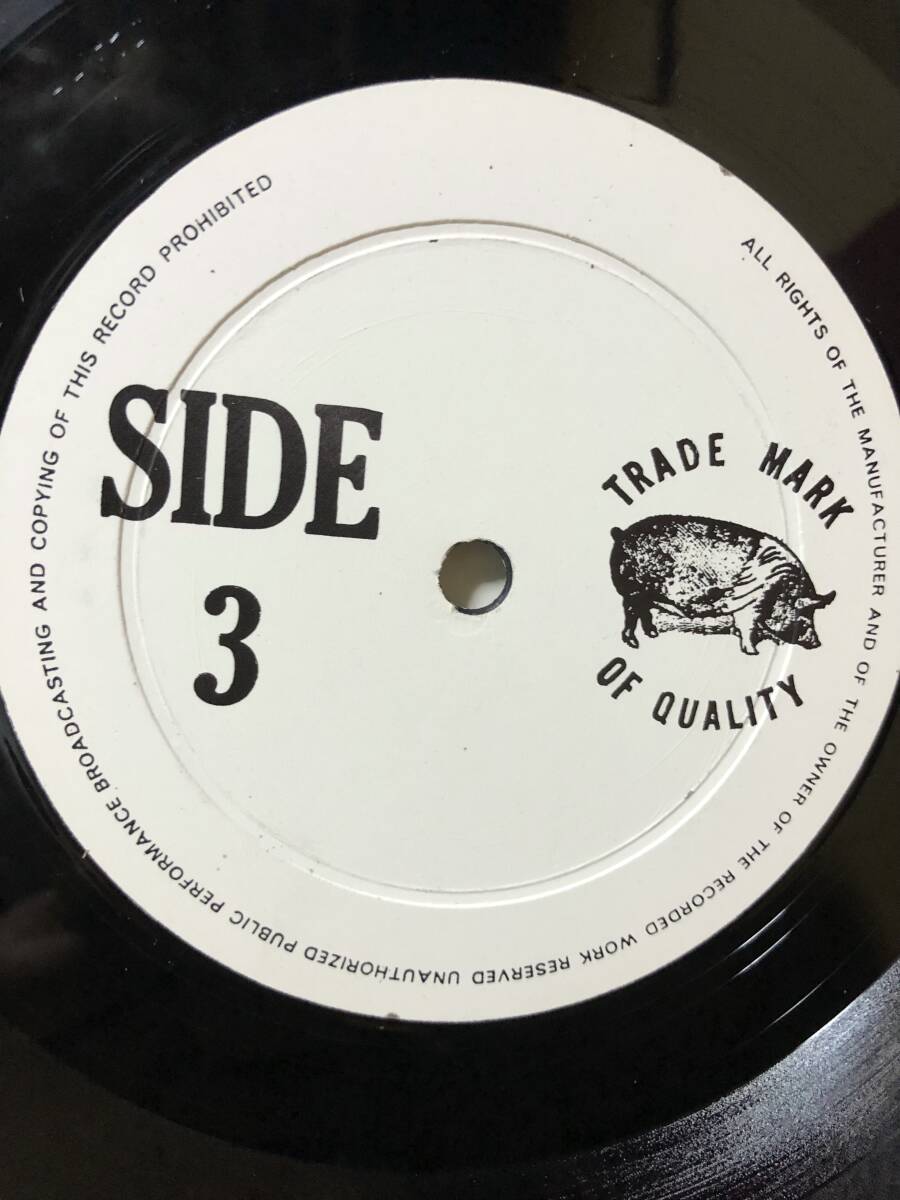 SIDE
3
TRADE MARK
OF QUALITY
ALL RIGHTS OF THE MANUFACTURER AND OF THE OWNER OF THE RECORDED WORK RESERVED UNAUTHORIZED PUBLIC PERFORMANCE BROADCASTING AND COPYING OF THIS RECORD PROHIBITED